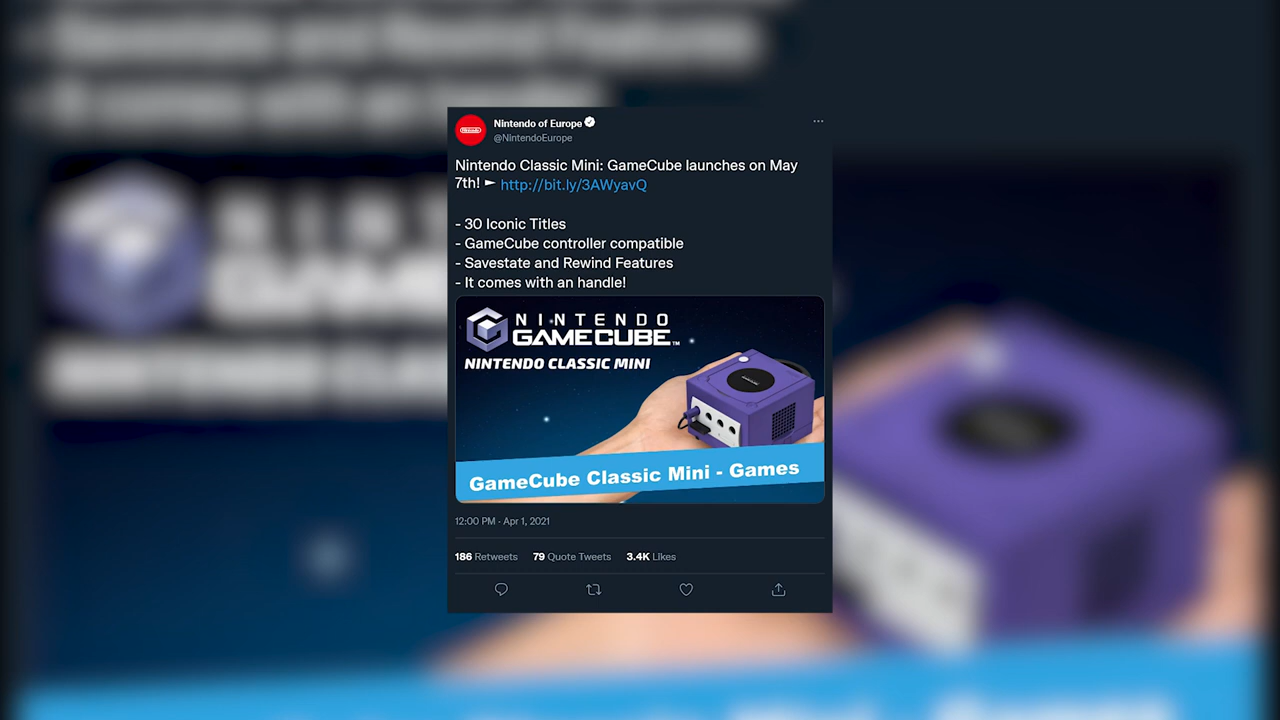 Nintendo of Europe
@NintendoEurope
Nintendo Classic Mini: GameCube launches on May
7th! ► http://bit.ly/3AWyavQ
- 30 Iconic Titles
- GameCube controller compatible
- Savestate and Rewind Features
- It comes with an handle!
NINTENDO
GAMECUBE™
NINTENDO CLASSIC MINI
GameCube Classic Mini - Games
12:00 PM · Apr 1, 2021
186 Retweets 79 Quote Tweets 3.4K Likes